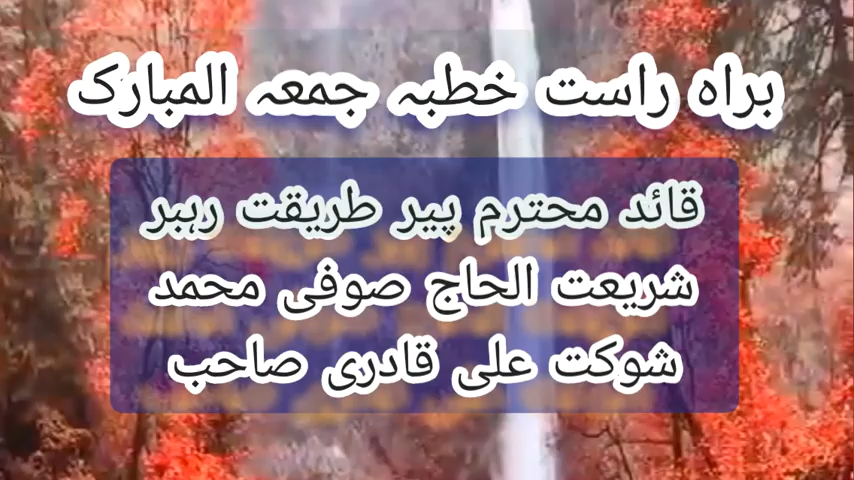 براہ راست خطبہ جمعہ المبارک
قائد محترم پیر طریقت رہبر
شریعت الحاج صوفی محمد
شوکت علی قادری صاحب